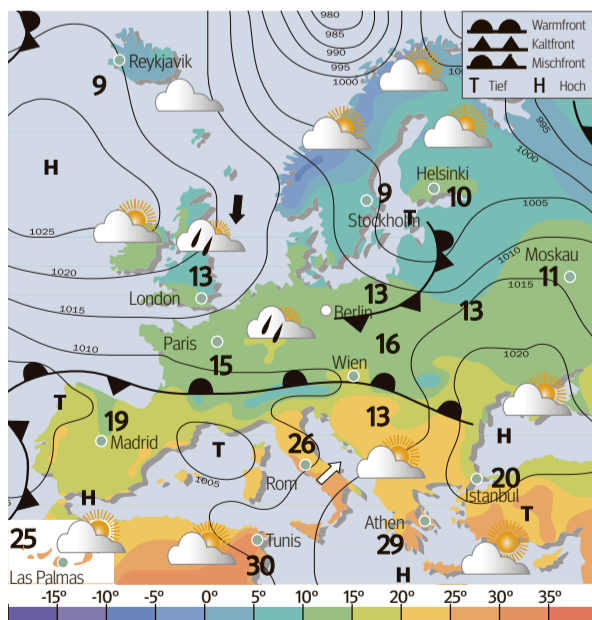 980
985
990
995
1000
Warmfront
Kaltfront
Mischfront
T Tief H Hoch
Reykjavik
9
H
995
1000
Helsinki
10
9
Stockholm
T
1005
1025
1010
Moskau
11
1020
13
1015
London
1015
13
Berlin
13
1010
Paris
15
16
1020
Wien
T
19
Madrid
13
H
T
26
1005
Rom
20
Istanbul
H
T
25
Las Palmas
Tunis
30
Athen
29
H
-15° -10° -5° 0° 5° 10° 15° 20° 25° 30° 35°